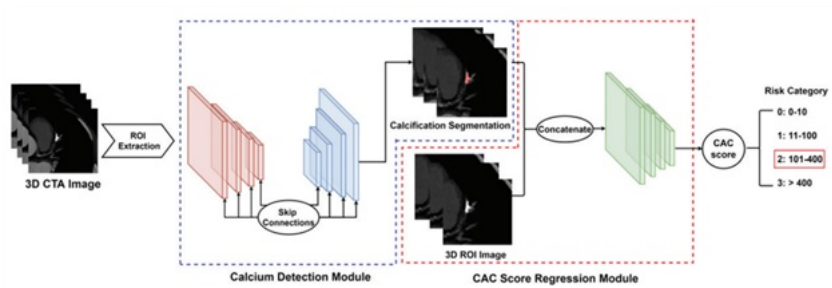 3D CTA Image
ROI
Extraction
Skip
Connections
Calcium Detection Module
Calcification Segmentation
3D ROI Image
Concatenate
CAC Score Regression Module
CAC
score
Risk Category
0: 0-10
1: 11-100
2: 101-400
3: > 400